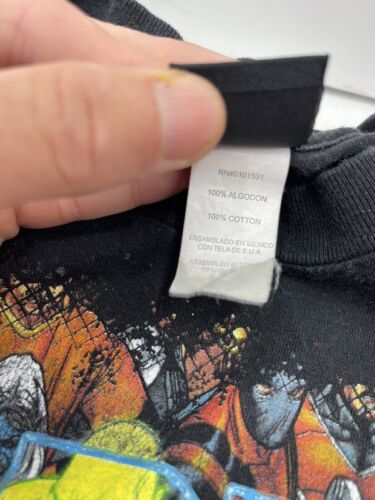 RN#0101531
100% ALGODON
100% COTTON
ENSAMBLADO EN MEXICO
CON TELA DE E.U.A.
ASSEMBLED